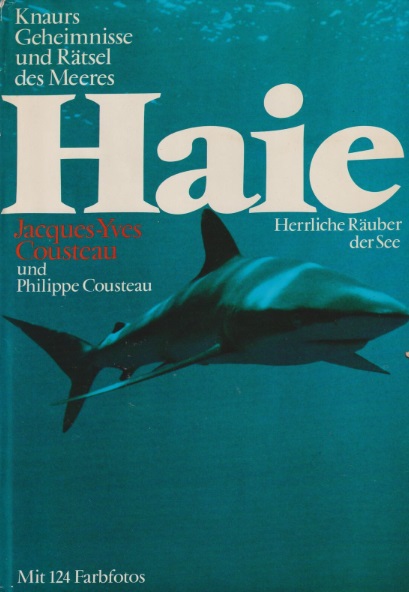 Knaurs
Geheimnisse
und Rätsel
des Meeres
Haie
Herrliche Räuber
der See
Jacques-Yves
Cousteau
und
Philippe Cousteau
Mit 124 Farbfotos